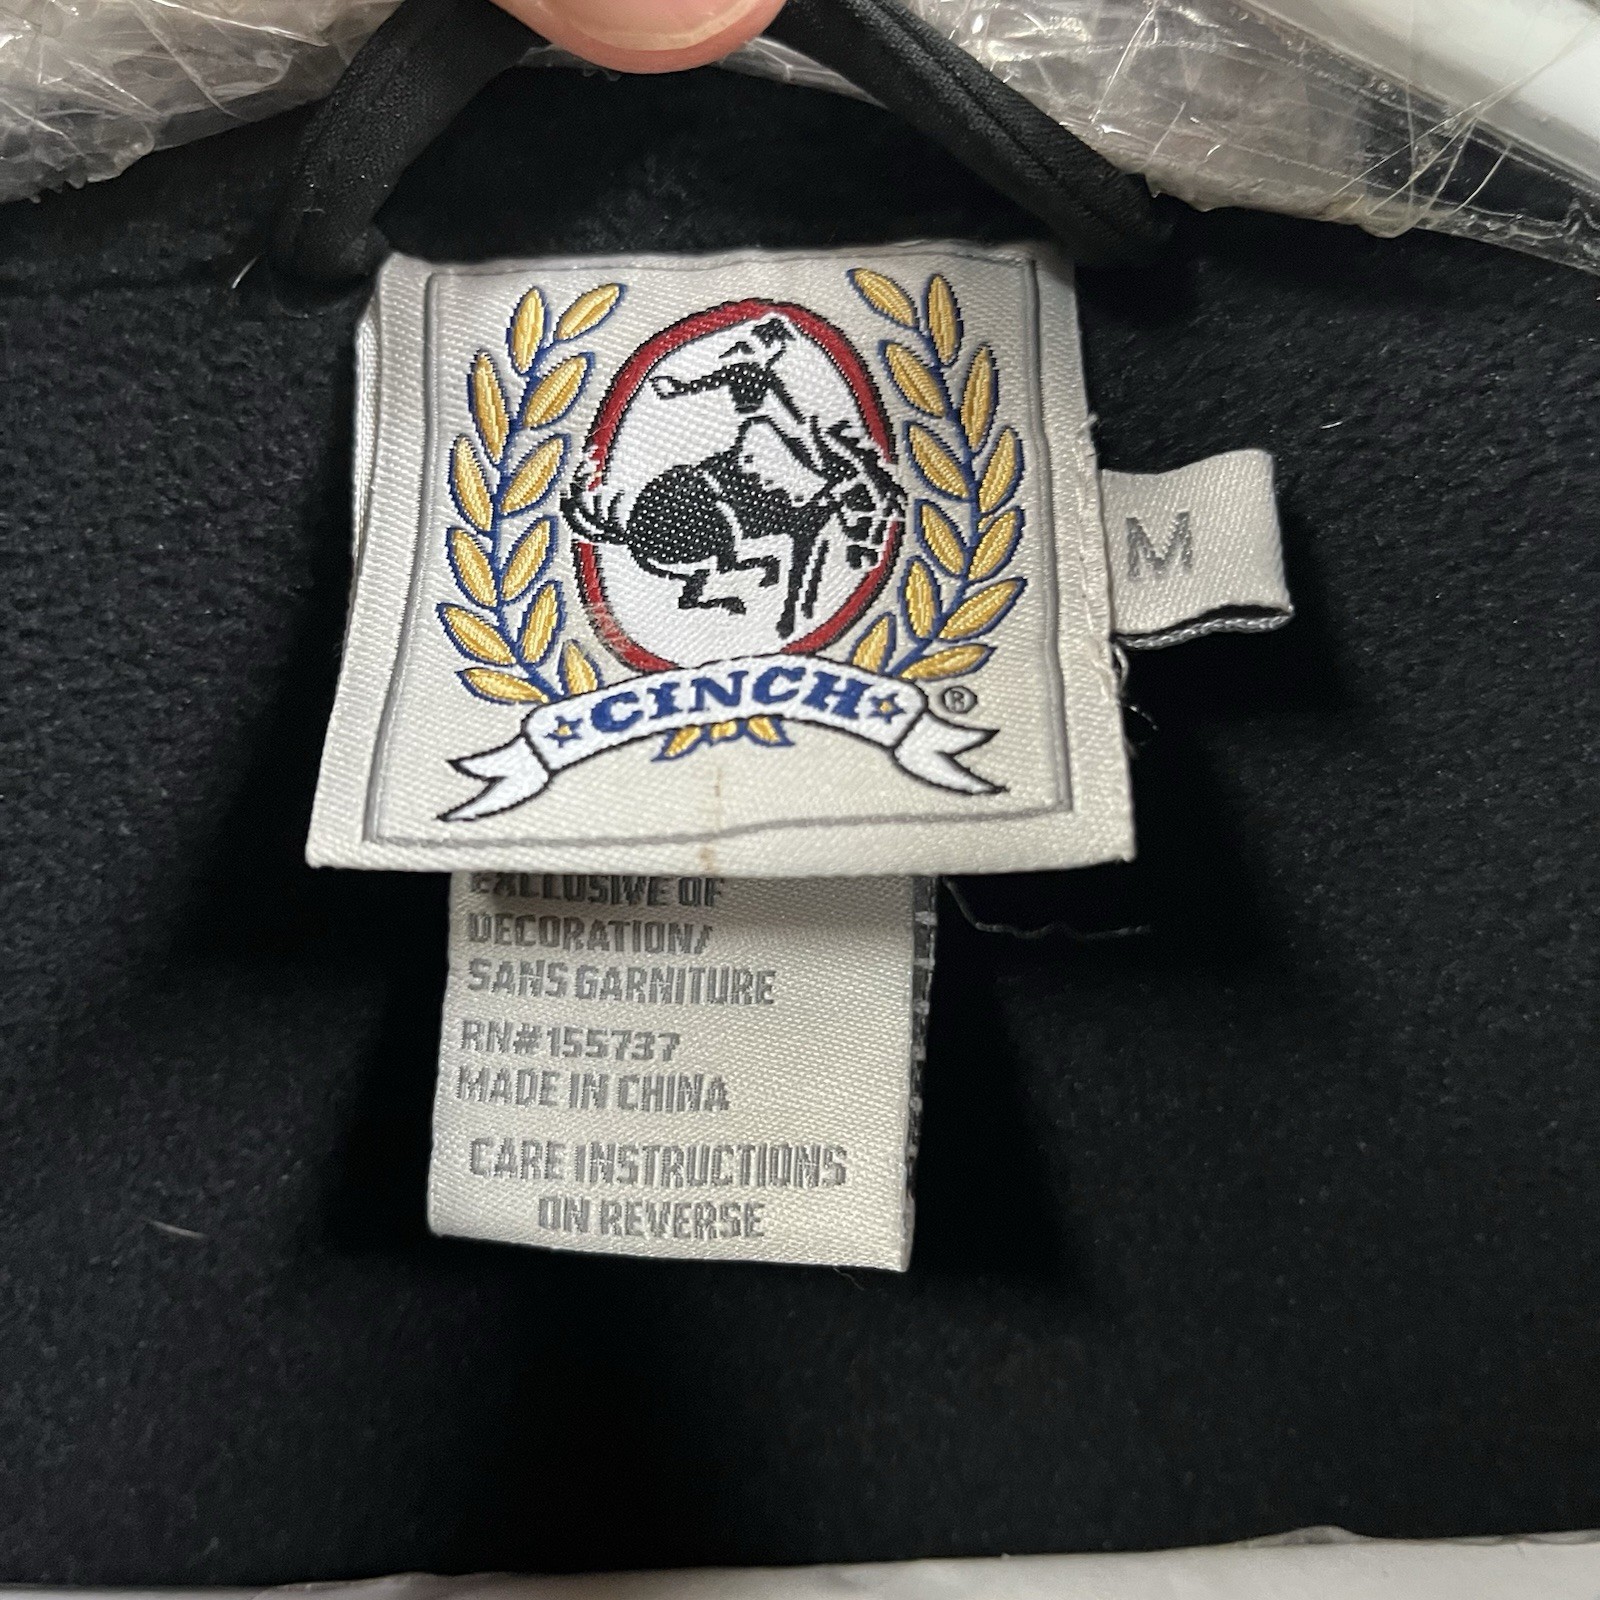 CINCH ®
M
EXCLUSIVE OF
DECORATION/
SANS GARNITURE
RN#155737
MADE IN CHINA
CARE INSTRUCTIONS
ON REVERSE